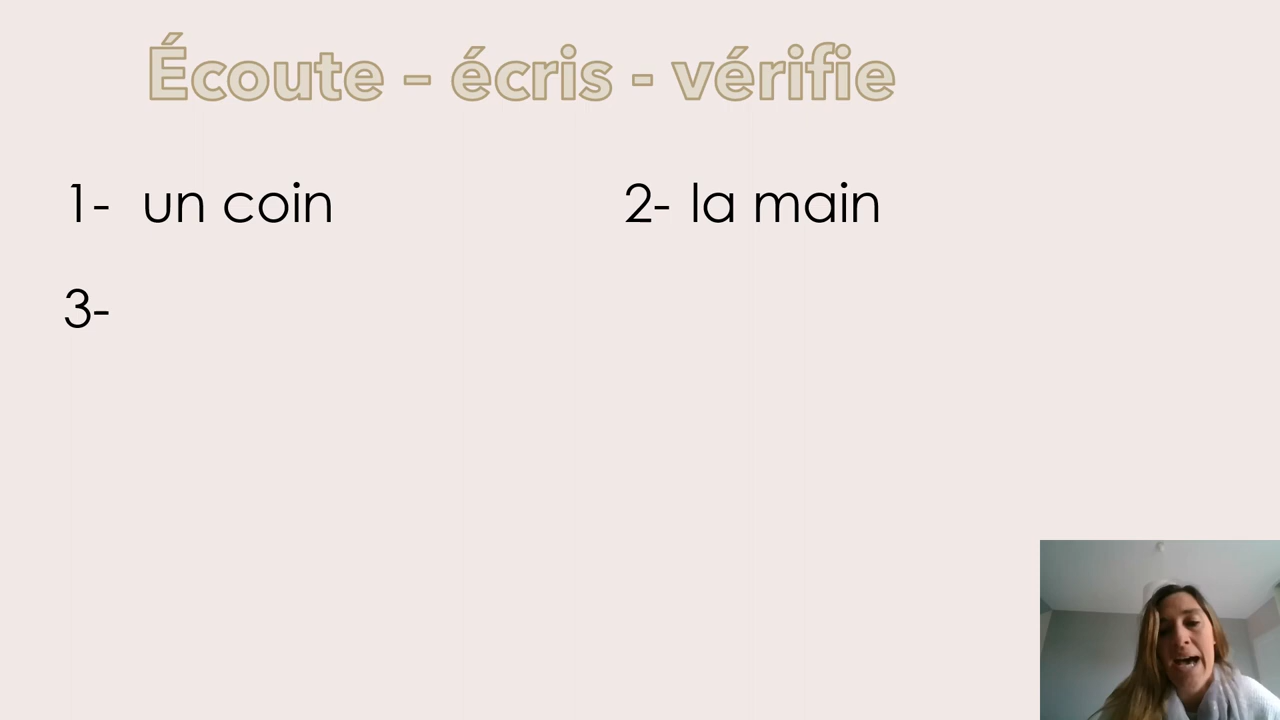 Écoute – écris - vérifie
1- un coin
2- la main
3-